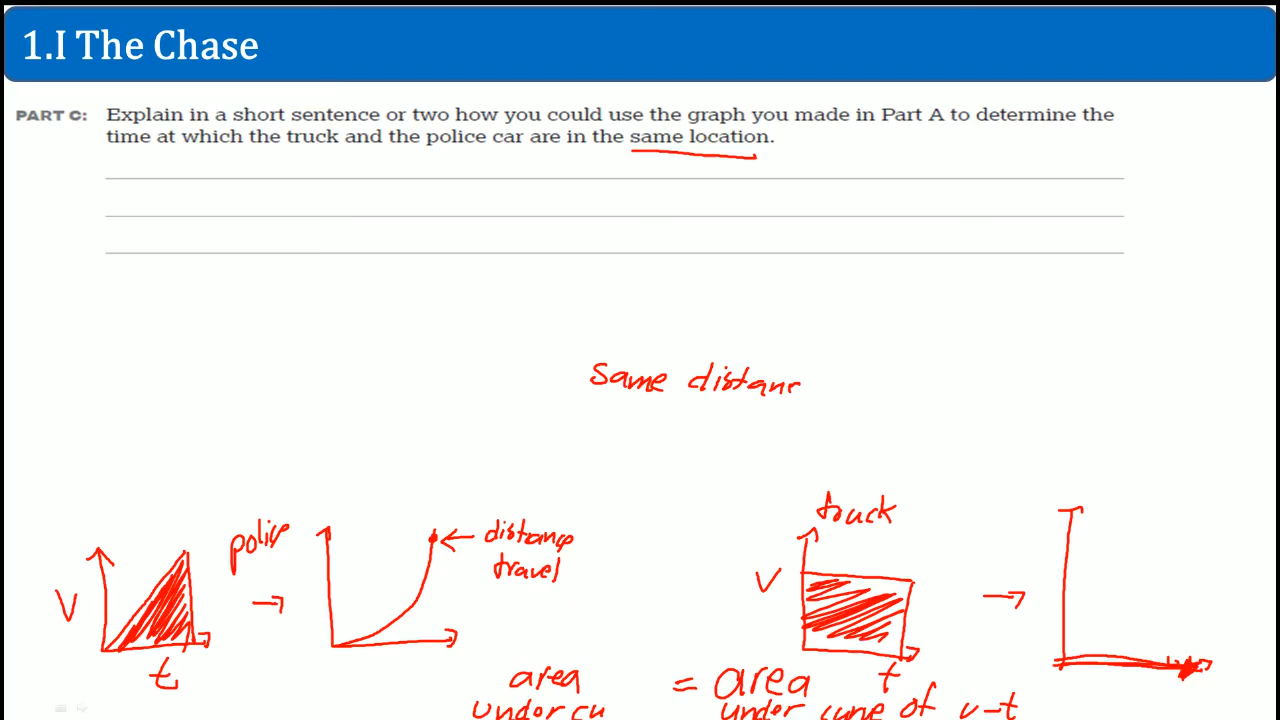 1.I The Chase
PART C: Explain in a short sentence or two how you could use the graph you made in Part A to determine the
time at which the truck and the police car are in the same location.
same distanc
truck
police
distance
travel
V
V
t
t
area
= area
under cu
under curve of v-t